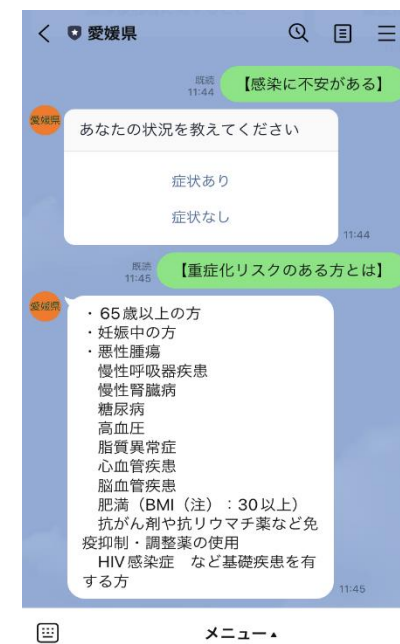 愛媛県
既読
11:44
【感染に不安がある】
愛媛県
あなたの状況を教えてください
症状あり
症状なし
11:44
既読
11:45
【重症化リスクのある方とは】
愛媛県
・65歳以上の方
・妊娠中の方
・悪性腫瘍
慢性呼吸器疾患
慢性腎臓病
糖尿病
高血圧
脂質異常症
心血管疾患
脳血管疾患
肥満（BMI（注）：30以上）
抗がん剤や抗リウマチ薬など免
疫抑制・調整薬の使用
HIV感染症　など基礎疾患を有
する方
11:45
メニュー▲